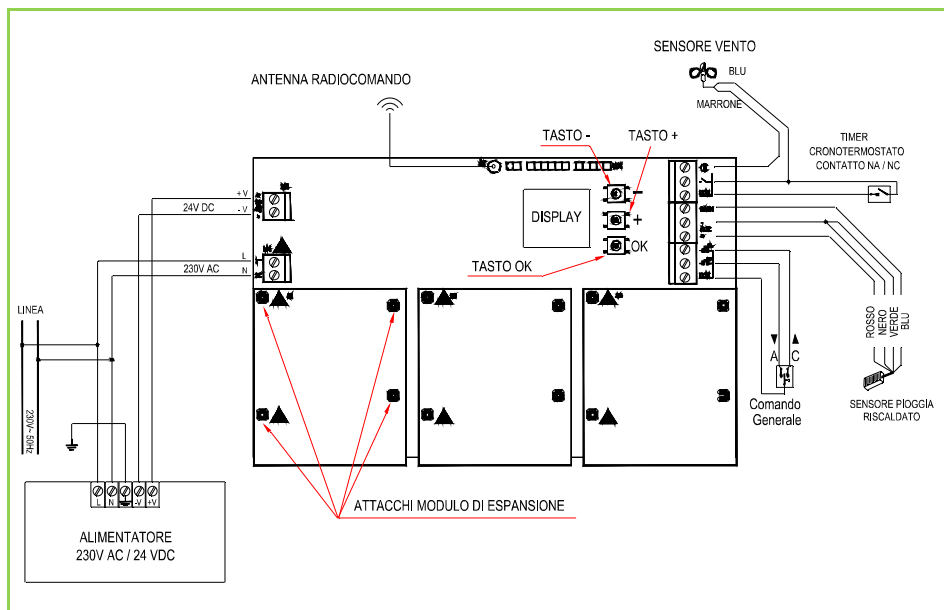 SENSORE VENTO
BLU
MARRONE
ANTENNA RADIOCOMANDO
TASTO -
TASTO +
TIMER
CRONOTERMOSTATO
CONTATTO NA / NC
+ V
24V DC
- V
DISPLAY
-
+
OK
TASTO OK
L
230V AC
N
LINEA
230V~ 50Hz
ROSSO
NERO
VERDE
BLU
A
C
Comando
Generale
SENSORE PIOGGIA
RISCALDATO
ATTACCHI MODULO DI ESPANSIONE
L
N
-V
+V
ALIMENTATORE
230V AC / 24 VDC